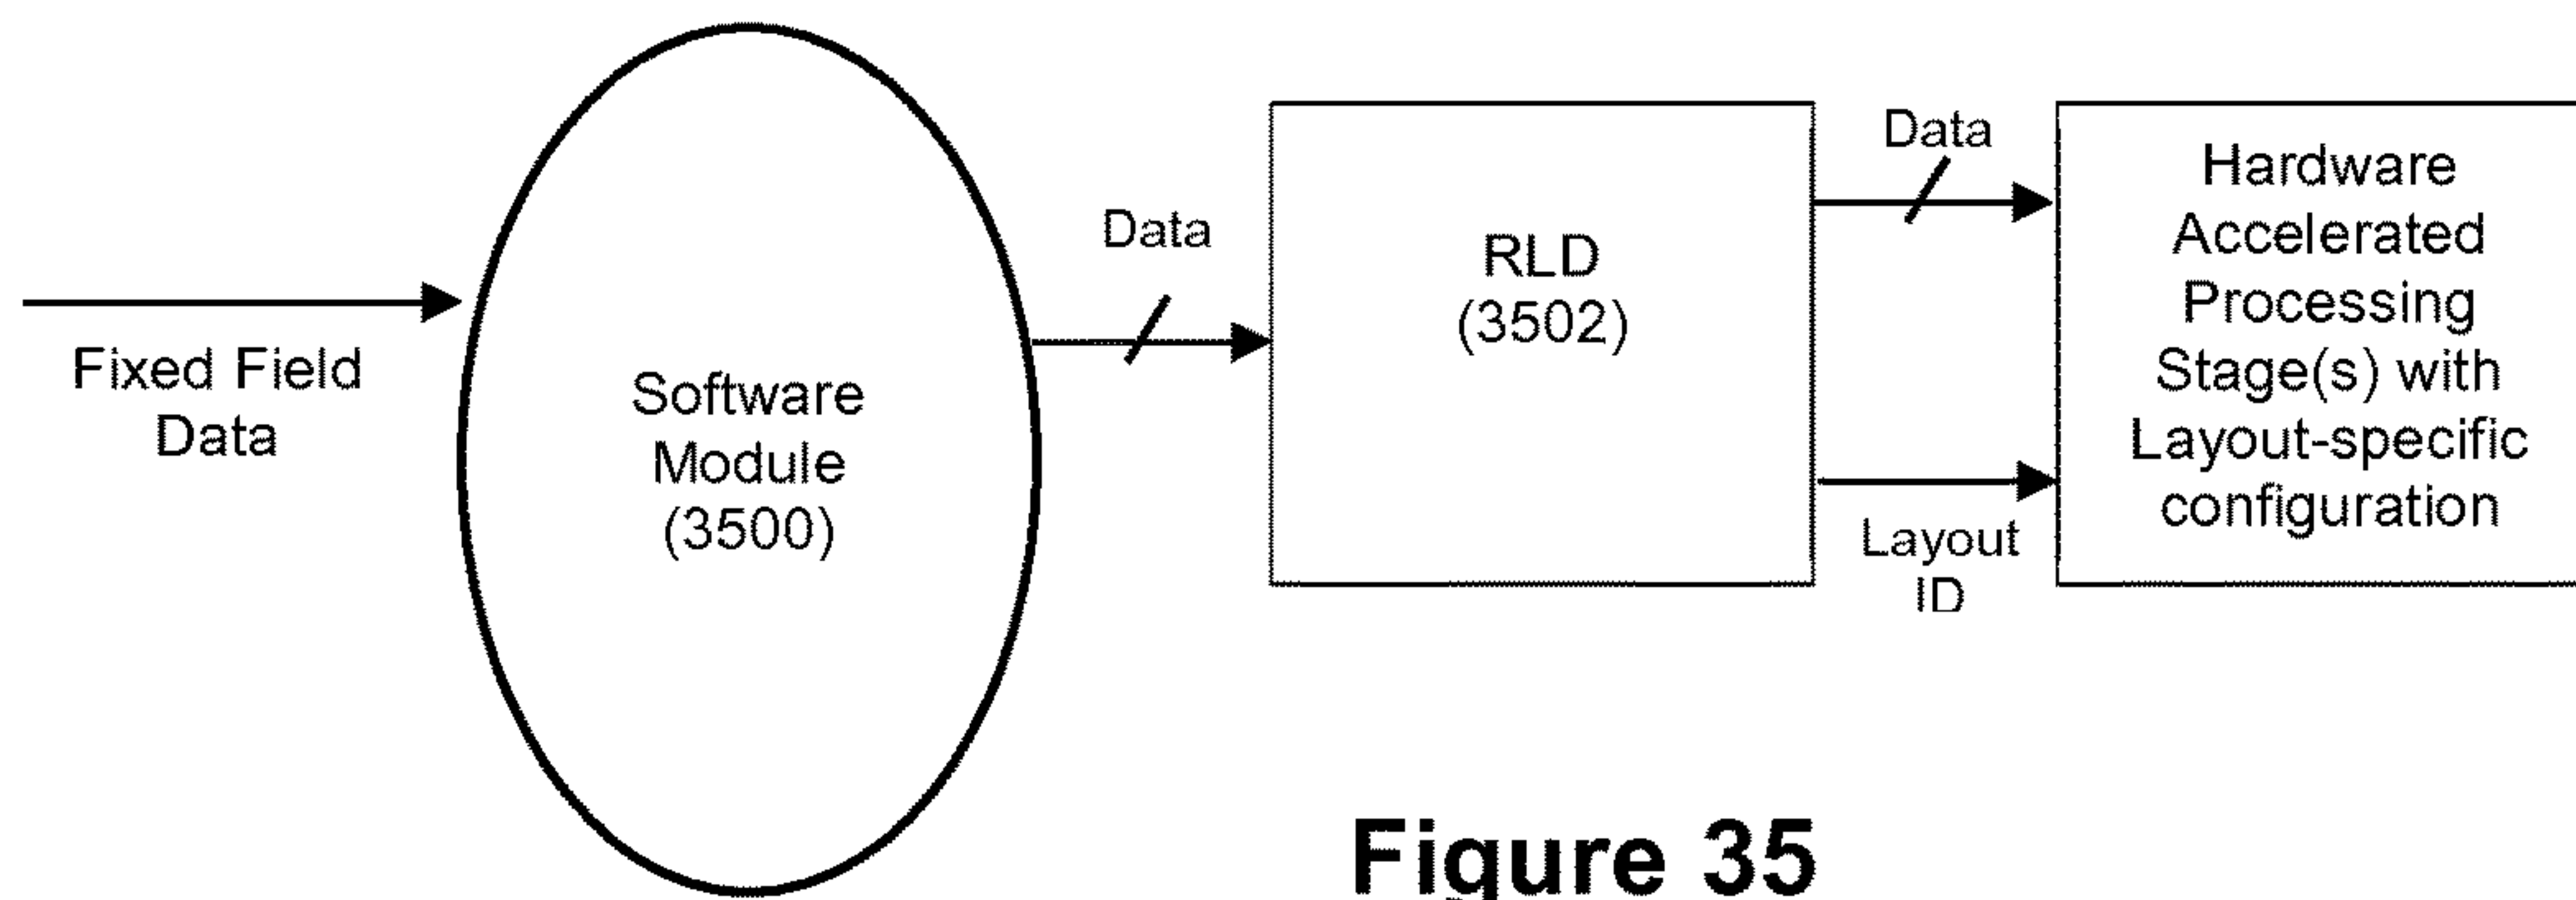 Fixed Field
Data
Software
Module
(3500)
Data
RLD
(3502)
Data
Layout
ID
Hardware
Accelerated
Processing
Stage(s) with
Layout-specific
configuration
Figure 35